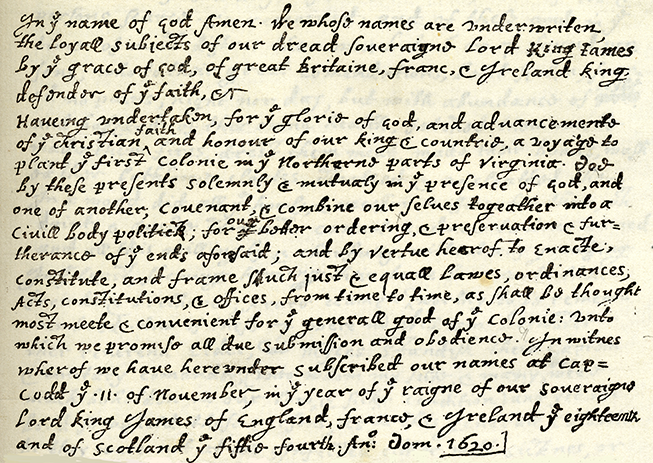 In yᵉ name of god Amen. We whose names are underwriten,
the loyall subjects of our dread soveraigne Lord King James
by yᵉ grace of god, of great Britaine, franc, & Ireland king,
defender of yᵉ faith, &c
Haveing undertaken, for yᵉ glorie of god, and advancemente
of yᵉ christian faith and honour of our king & countrie, a voyage to
plant yᵉ first colonie in yᵉ Northerne parts of Virginia. Doe
by these presents solemnly & mutualy in yᵉ presence of god, and
one of another, covenant, & combine our selves togeather into a
civill body politick; for our better ordering, & preservation & fur=
therance of yᵉ ends aforesaid; and by vertue hearof to enacte,
constitute, and frame shuch just & equall lawes, ordinances,
Acts, constitutions, & offices, from time to time, as shall be thought
most meete & convenient for yᵉ generall good of yᵉ colonie: unto
which we promise all due submission and obedience. In witnes
wherof we have hereunder subscribed our names at Cap=
Codd yᵉ .11. of November, in yᵉ year of yᵉ raigne of our soveraigne
Lord king James of England, france, & Ireland yᵉ eighteenth
and of Scotland yᵉ fiftie fourth. Anº. Dom. 1620.]